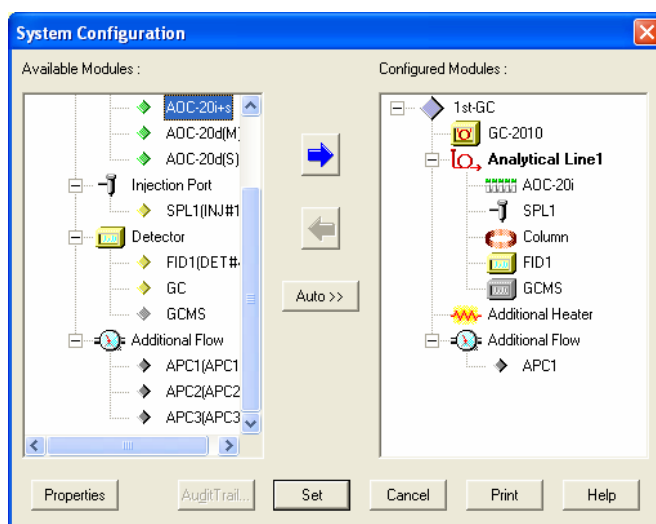 System Configuration
Available Modules :
AOC-20i+s
AOC-20d(M)
AOC-20d(S)
Injection Port
SPL1(INJ#1
Detector
FID1(DET#
GC
GCMS
Additional Flow
APC1(APC1
APC2(APC2
APC3(APC3
Auto >>
Configured Modules :
1st-GC
GC-2010
Analytical Line1
AOC-20i
SPL1
Column
FID1
GCMS
Additional Heater
Additional Flow
APC1
Properties
AuditTrail...
Set
Cancel
Print
Help